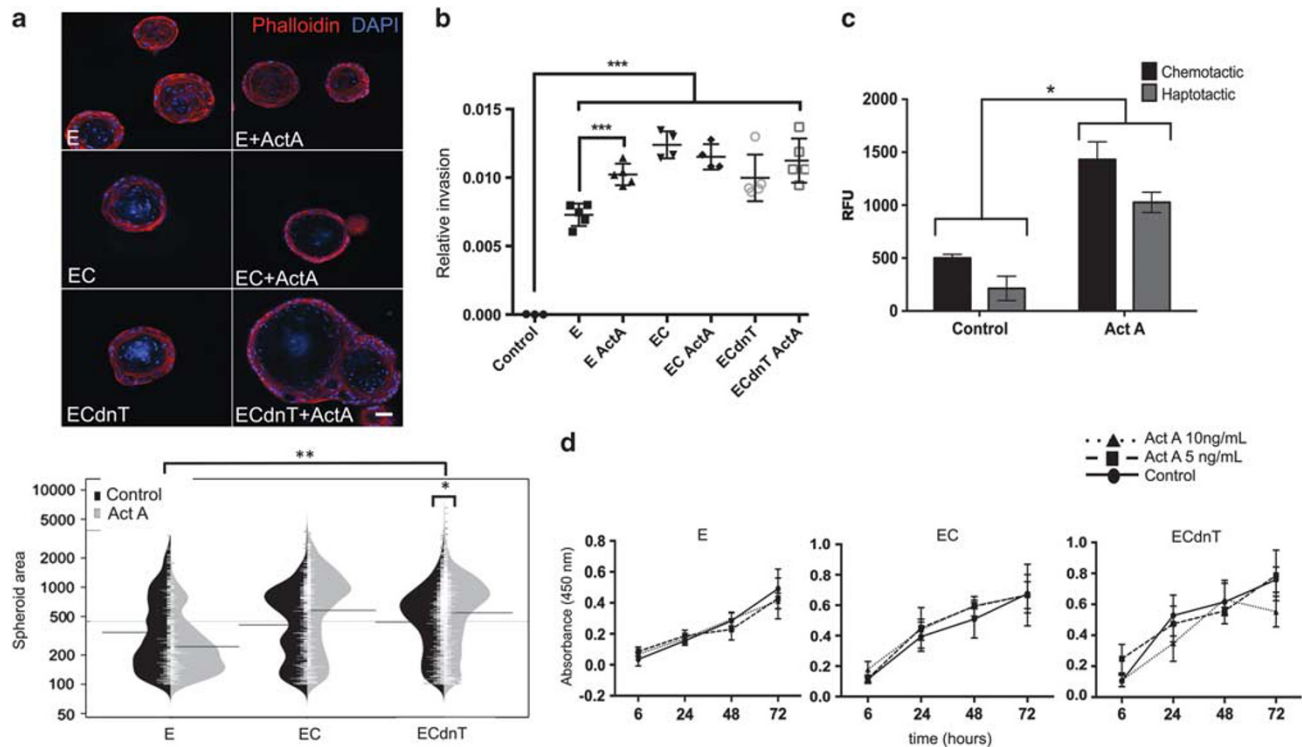 a
Phalloidin DAPI
E
E+ActA
EC
EC+ActA
ECdnT
ECdnT+ActA
**
*
Control
Act A
Spheroid area
10000
5000
2000
1000
500
200
100
50
E EC ECdnT
b
***
***
Relative invasion
0.015
0.010
0.005
0.000
Control
E
E ActA
EC
EC ActA
ECdnT
ECdnT ActA
c
Chemotactic
Haptotactic
*
RFU
2000
1500
1000
500
0
Control Act A
d
Act A 10ng/mL
Act A 5 ng/mL
Control
E
Absorbance (450 nm)
0.8
0.6
0.4
0.2
0.0
-0.2
6 24 48 72
EC
1.0
0.8
0.6
0.4
0.2
0.0
6 24 48 72
ECdnT
1.0
0.8
0.6
0.4
0.2
0.0
6 24 48 72
time (hours)